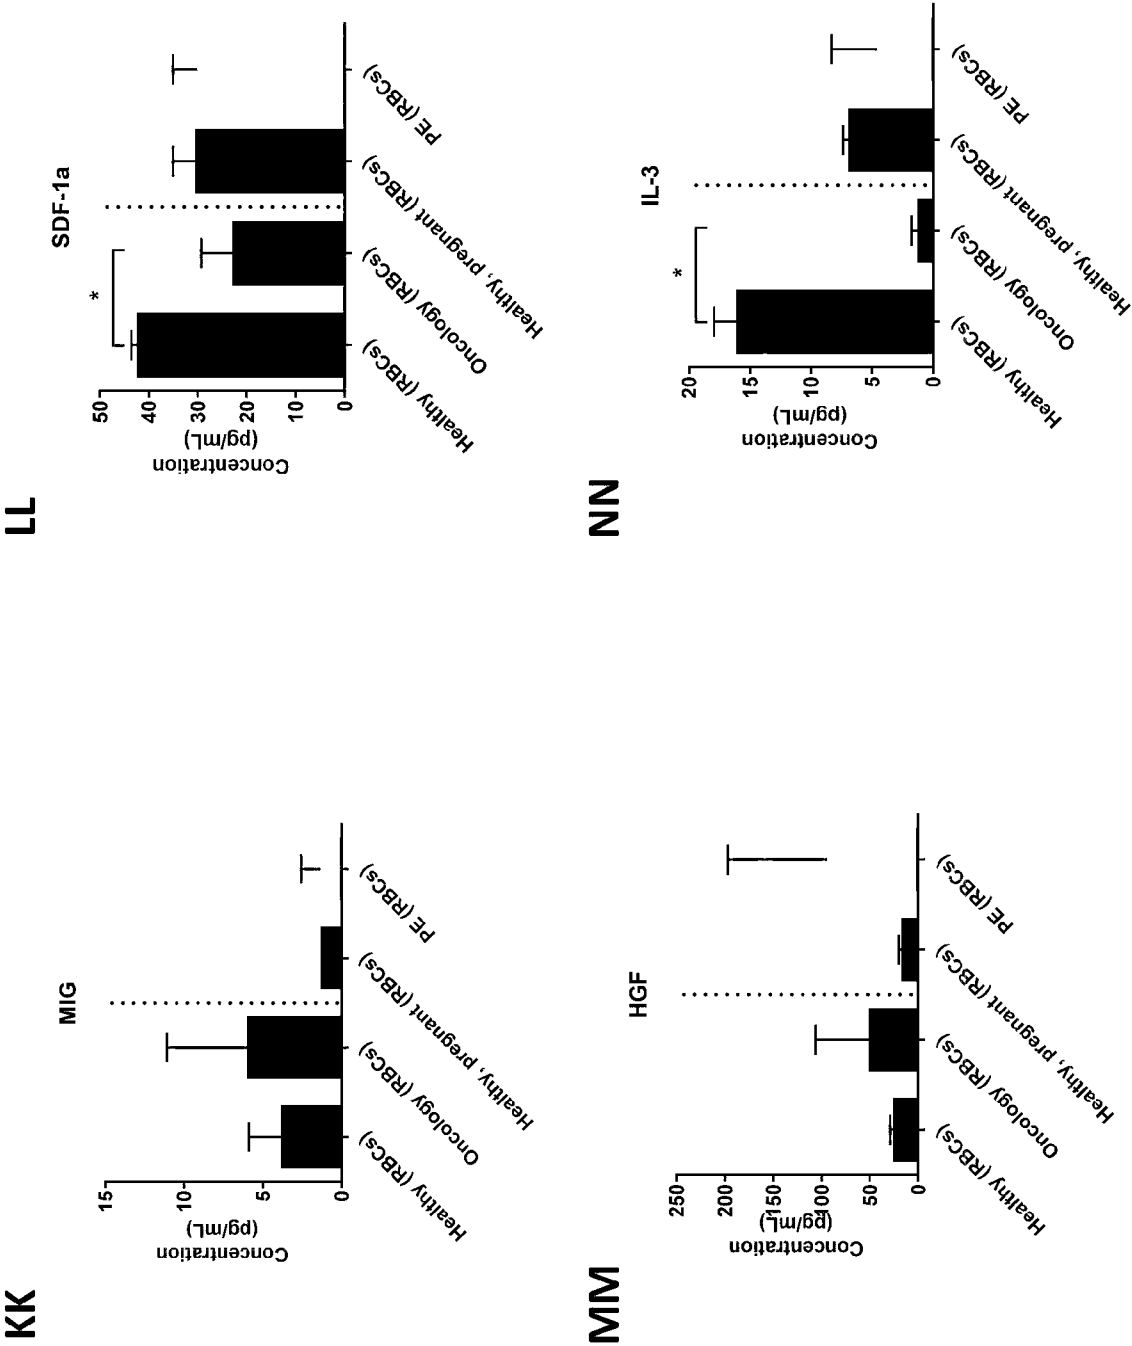 KK
MIG
Concentration
(pg/mL)
15
10
5
0
Healthy (RBCs)
Oncology (RBCs)
Healthy, pregnant (RBCs)
PE (RBCs)
LL
SDF-1a
*
Concentration
(pg/mL)
50
40
30
20
10
0
Healthy (RBCs)
Oncology (RBCs)
Healthy, pregnant (RBCs)
PE (RBCs)
MM
HGF
Concentration
(pg/mL)
250
200
150
100
50
0
Healthy (RBCs)
Oncology (RBCs)
Healthy, pregnant (RBCs)
PE (RBCs)
NN
IL-3
*
Concentration
(pg/mL)
20
15
10
5
0
Healthy (RBCs)
Oncology (RBCs)
Healthy, pregnant (RBCs)
PE (RBCs)